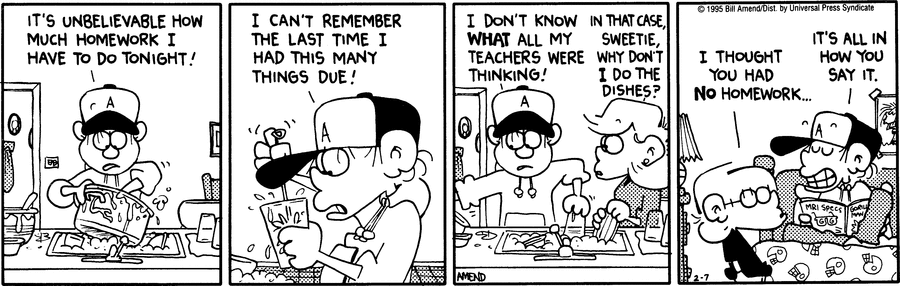 IT'S UNBELIEVABLE HOW
MUCH HOMEWORK I
HAVE TO DO TONIGHT!
A
I CAN'T REMEMBER
THE LAST TIME I
HAD THIS MANY
THINGS DUE!
A
I DON'T KNOW
WHAT ALL MY
TEACHERS WERE
THINKING!
IN THAT CASE,
SWEETIE,
WHY DON'T
I DO THE
DISHES?
A
AMEND
© 1995 Bill Amend/Dist. by Universal Press Syndicate
I THOUGHT
YOU HAD
NO HOMEWORK...
IT'S ALL IN
HOW YOU
SAY IT.
A
2-7